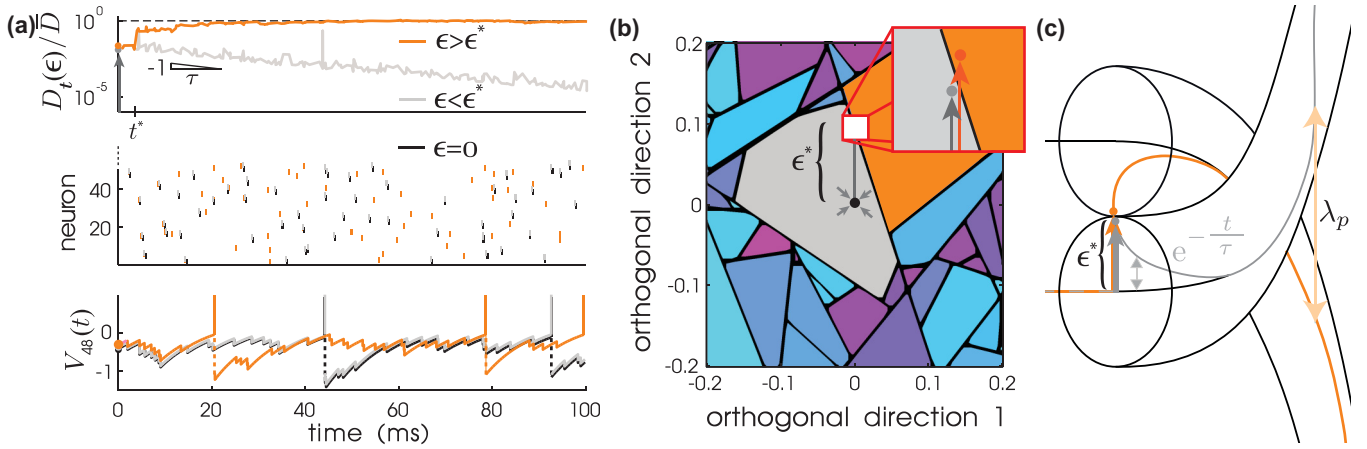 (a)
D_t(ϵ)/D̄
10^0
10^-5
-1
τ
ϵ>ϵ*
ϵ<ϵ*
t*
ϵ=0
neuron
40
20
V_48(t)
0
-1
0
20
40
60
80
100
time (ms)
(b)
orthogonal direction 2
0.2
0.1
0
-0.1
-0.2
ϵ*
-0.2
-0.1
0
0.1
0.2
orthogonal direction 1
(c)
ϵ*
e^-t/τ
λ_p